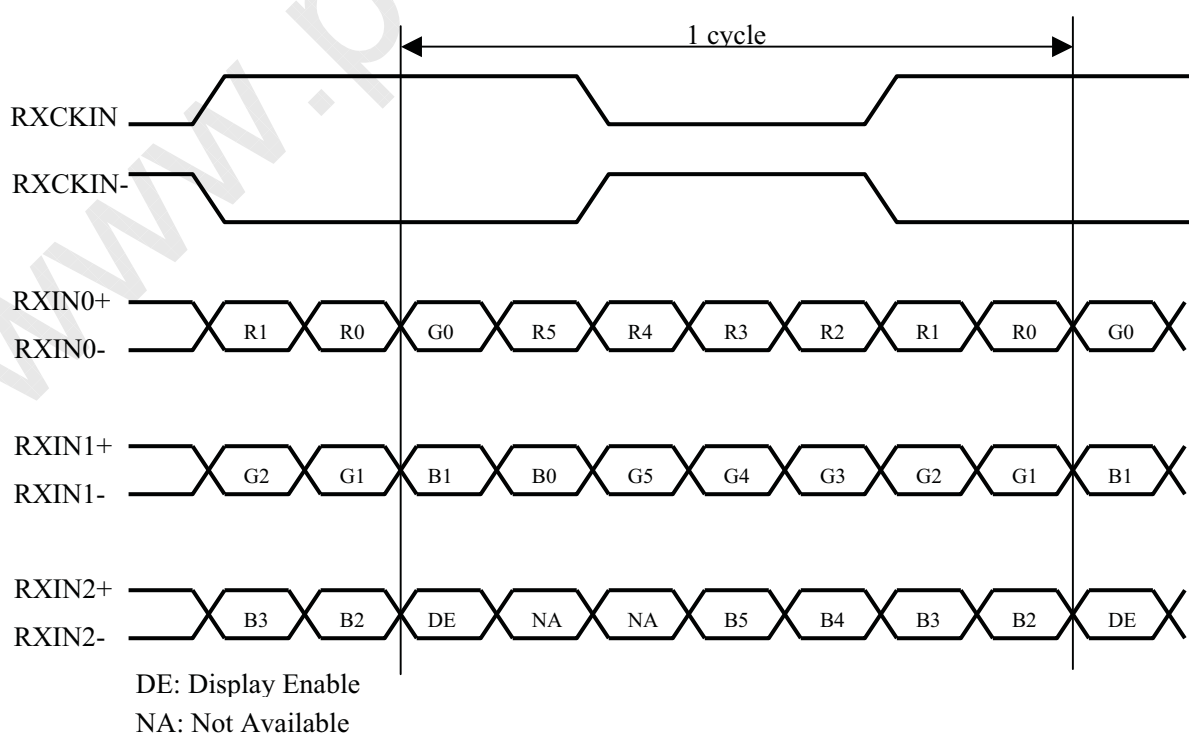 1 cycle
RXCKIN
RXCKIN-
RXIN0+
RXIN0-
R1 R0 G0 R5 R4 R3 R2 R1 R0 G0
RXIN1+
RXIN1-
G2 G1 B1 B0 G5 G4 G3 G2 G1 B1
RXIN2+
RXIN2-
B3 B2 DE NA NA B5 B4 B3 B2 DE
DE: Display Enable
NA: Not Available
www.p